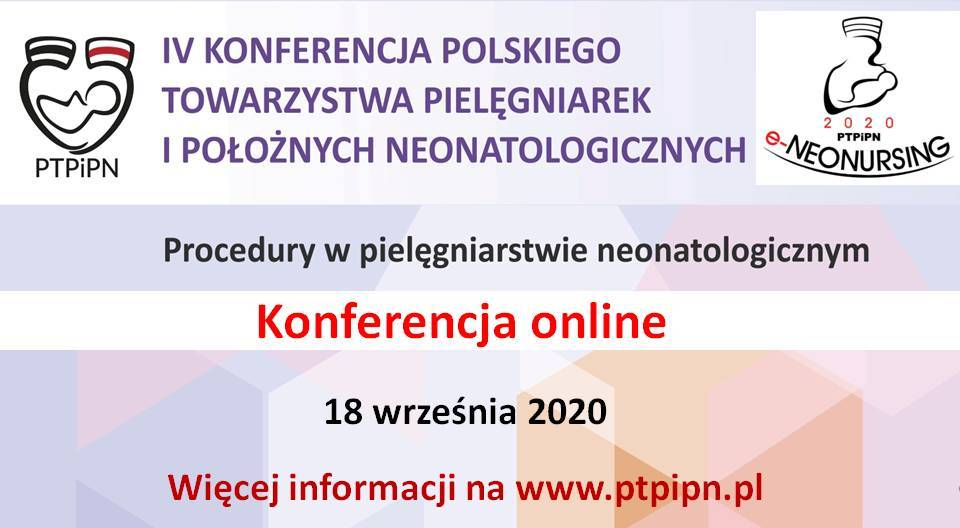 IV KONFERENCJA POLSKIEGO
TOWARZYSTWA PIELĘGNIAREK
I POŁOŻNYCH NEONATOLOGICZNYCH
PTPiPN
2020
PTPiPN
e-NEONURSING
Procedury w pielęgniarstwie neonatologicznym
Konferencja online
18 września 2020
Więcej informacji na www.ptpipn.pl